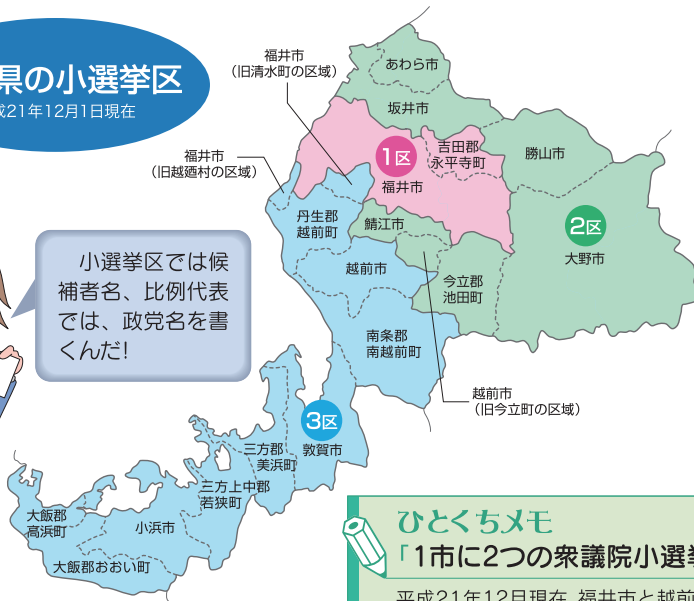 県の小選挙区
成21年12月1日現在
福井市
（旧清水町の区域）
福井市
（旧越廼村の区域）
あわら市
坂井市
1区
福井市
吉田郡
永平寺町
勝山市
2区
大野市
丹生郡
越前町
鯖江市
越前市
今立郡
池田町
南条郡
南越前町
越前市
（旧今立町の区域）
3区
敦賀市
三方郡
美浜町
三方上中郡
若狭町
小浜市
大飯郡
高浜町
大飯郡おおい町
小選挙区では候
補者名、比例代表
では、政党名を書
くんだ!
ひとくちメモ
「1市に2つの衆議院小選挙
平成21年12月現在、福井市と越前